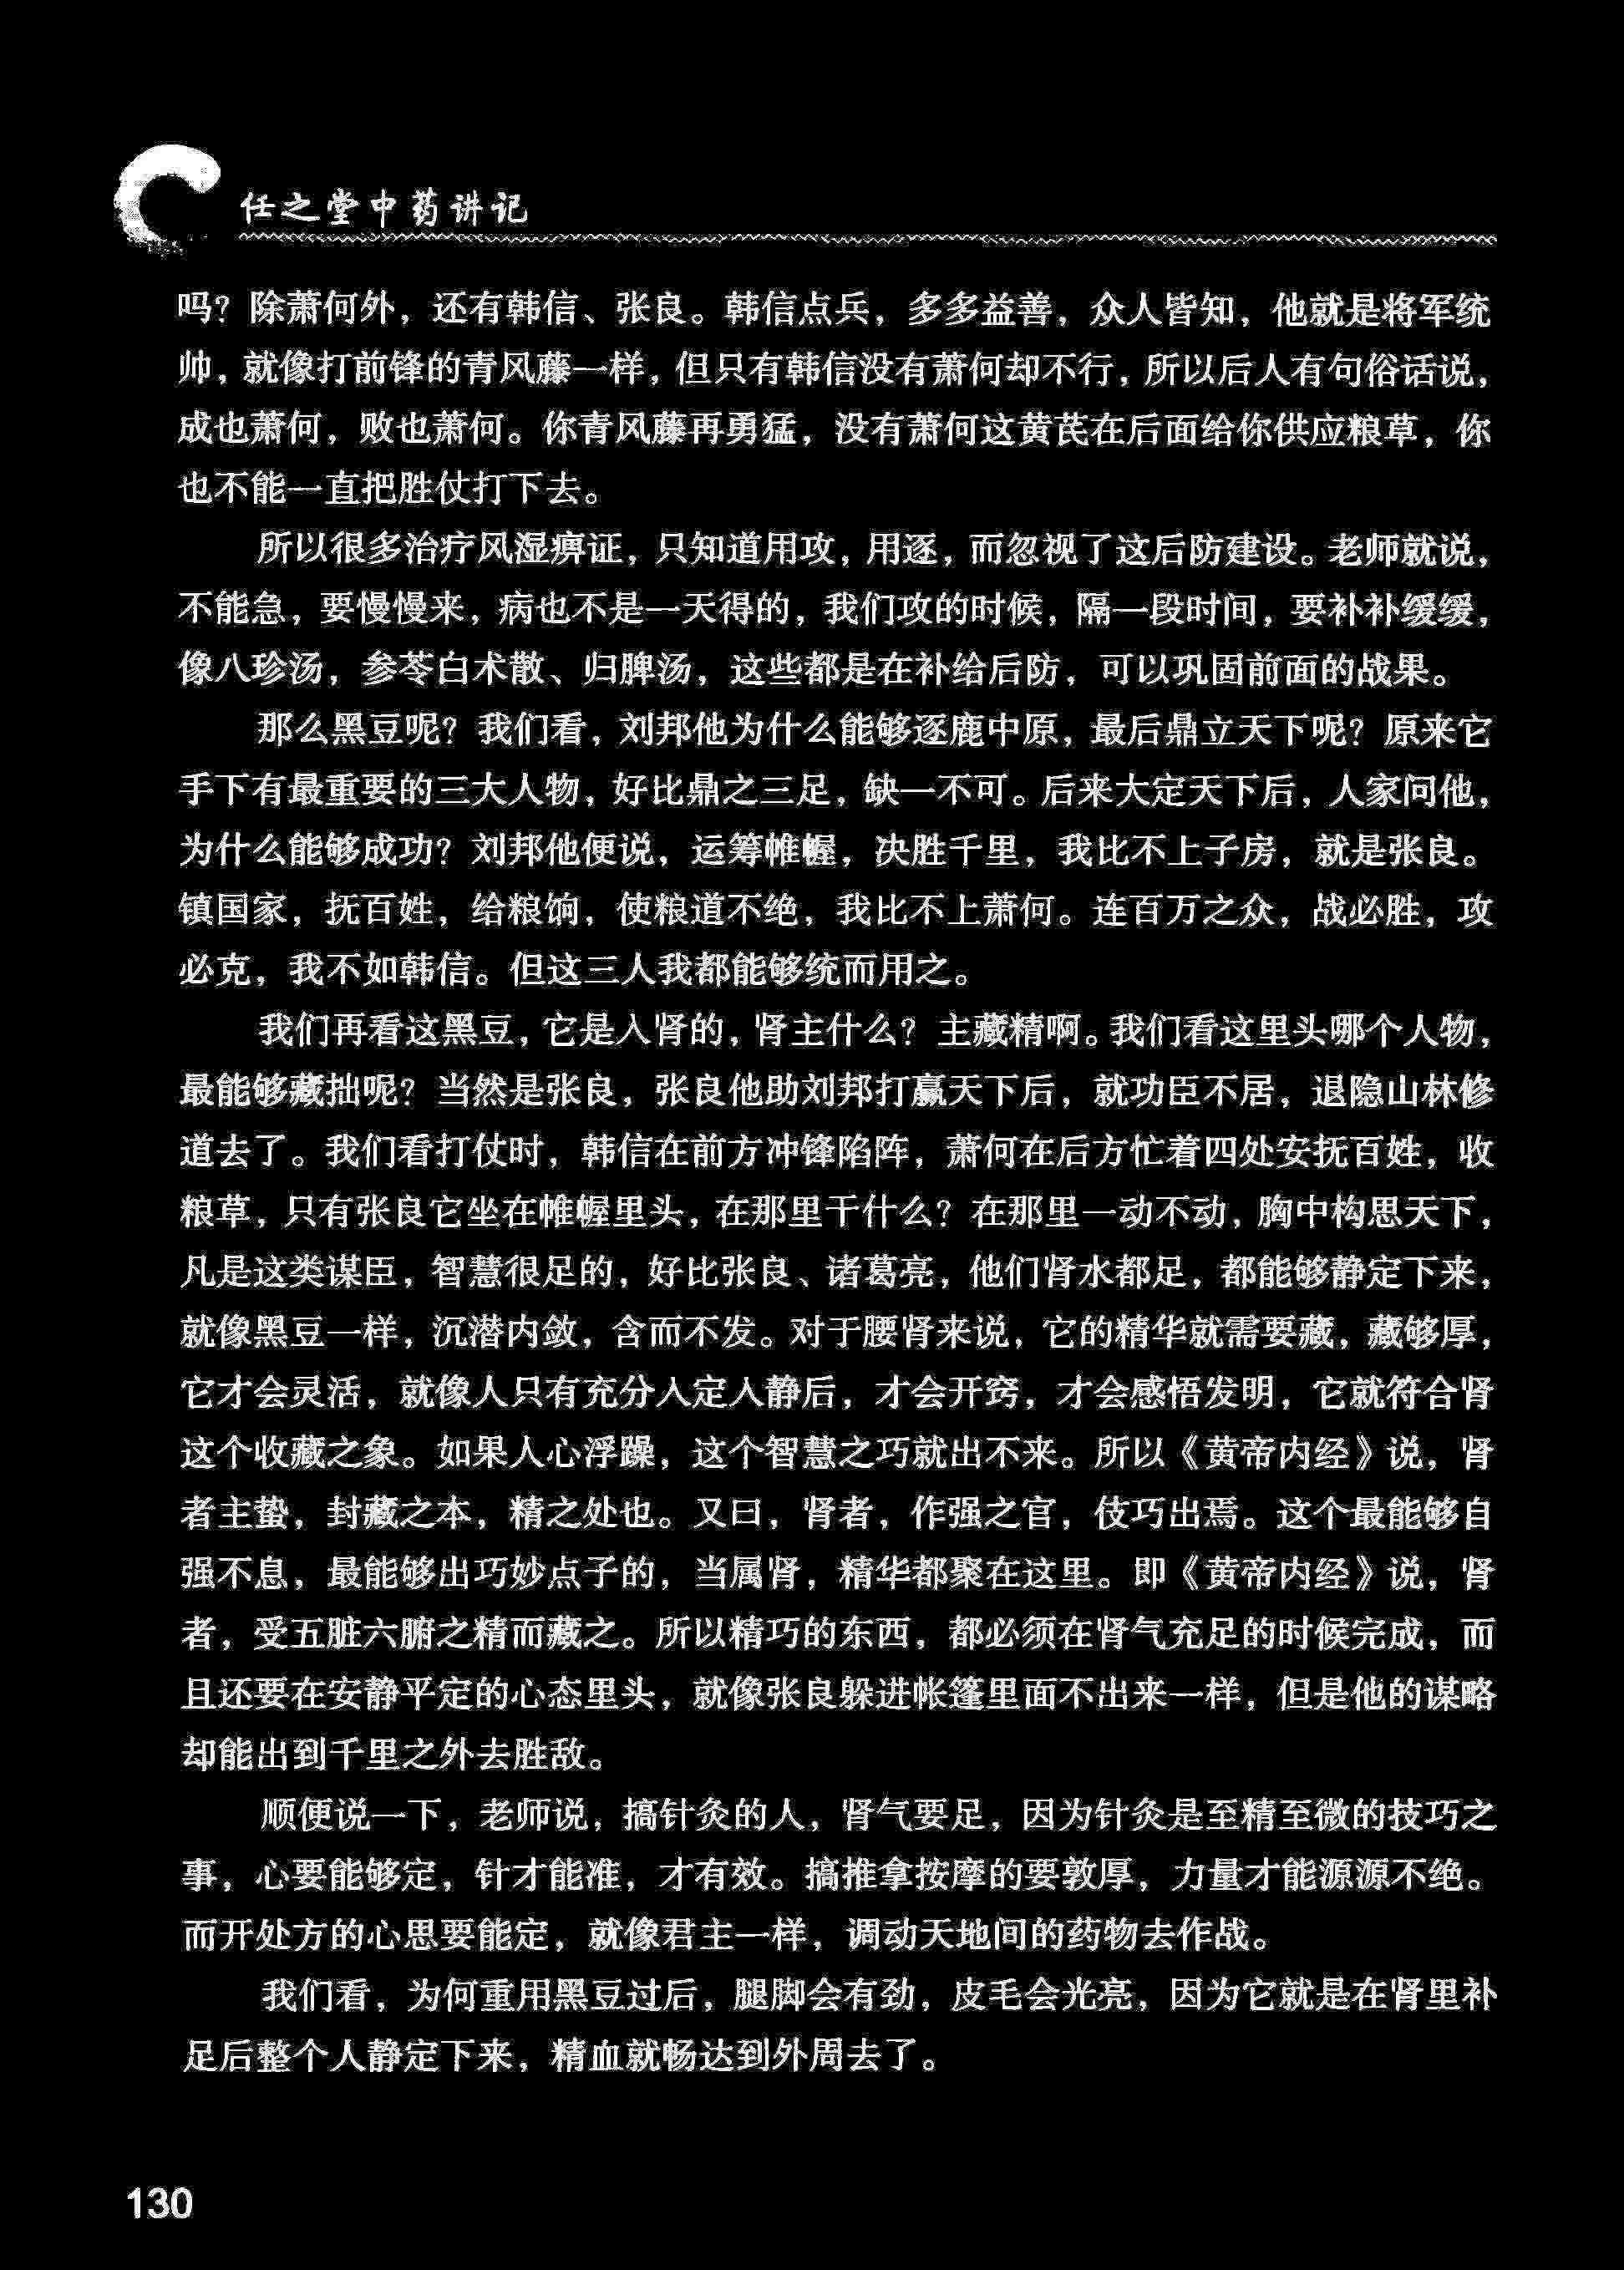 任之堂中药讲记
吗？除萧何外，还有韩信、张良。韩信点兵，多多益善，众人皆知，他就是将军统
帅，就像打前锋的青风藤一样，但只有韩信没有萧何却不行，所以后人有句俗话说，
成也萧何，败也萧何。你青风藤再勇猛，没有萧何这黄芪在后面给你供应粮草，你
也不能一直把胜仗打下去。
所以很多治疗风湿痹证，只知道用攻，用逐，而忽视了这后防建设。老师就说，
不能急，要慢慢来，病也不是一天得的，我们攻的时候，隔一段时间，要补补缓缓，
像八珍汤，参苓白术散、归脾汤，这些都是在补给后防，可以巩固前面的战果。
那么黑豆呢？我们看，刘邦他为什么能够逐鹿中原，最后鼎立天下呢？原来它
手下有最重要的三大人物，好比鼎之三足，缺一不可。后来大定天下后，人家问他，
为什么能够成功？刘邦他便说，运筹帷幄，决胜千里，我比不上子房，就是张良。
镇国家，抚百姓，给粮饷，使粮道不绝，我比不上萧何。连百万之众，战必胜，攻
必克，我不如韩信。但这三人我都能够统而用之。
我们再看这黑豆，它是入肾的，肾主什么？主藏精啊。我们看这里头哪个人物，
最能够藏拙呢？当然是张良，张良他助刘邦打赢天下后，就功臣不居，退隐山林修
道去了。我们看打仗时，韩信在前方冲锋陷阵，萧何在后方忙着四处安抚百姓，收
粮草，只有张良它坐在帷幄里头，在那里干什么？在那里一动不动，胸中构思天下，
凡是这类谋臣，智慧很足的，好比张良、诸葛亮，他们肾水都足，都能够静定下来，
就像黑豆一样，沉潜内敛，含而不发。对于腰肾来说，它的精华就需要藏，藏够厚，
它才会灵活，就像人只有充分入定入静后，才会开窍，才会感悟发明，它就符合肾
这个收藏之象。如果人心浮躁，这个智慧之巧就出不来。所以《黄帝内经》说，肾
者主蛰，封藏之本，精之处也。又曰，肾者，作强之官，伎巧出焉。这个最能够自
强不息，最能够出巧妙点子的，当属肾，精华都聚在这里。即《黄帝内经》说，肾
者，受五脏六腑之精而藏之。所以精巧的东西，都必须在肾气充足的时候完成，而
且还要在安静平定的心态里头，就像张良躲进帐篷里面不出来一样，但是他的谋略
却能出到千里之外去胜敌。
顺便说一下，老师说，搞针灸的人，肾气要足，因为针灸是至精至微的技巧之
事，心要能够定，针才能准，才有效。搞推拿按摩的要敦厚，力量才能源源不绝。
而开处方的心思要能定，就像君主一样，调动天地间的药物去作战。
我们看，为何重用黑豆过后，腿脚会有劲，皮毛会光亮，因为它就是在肾里补
足后整个人静定下来，精血就畅达到外周去了。
130